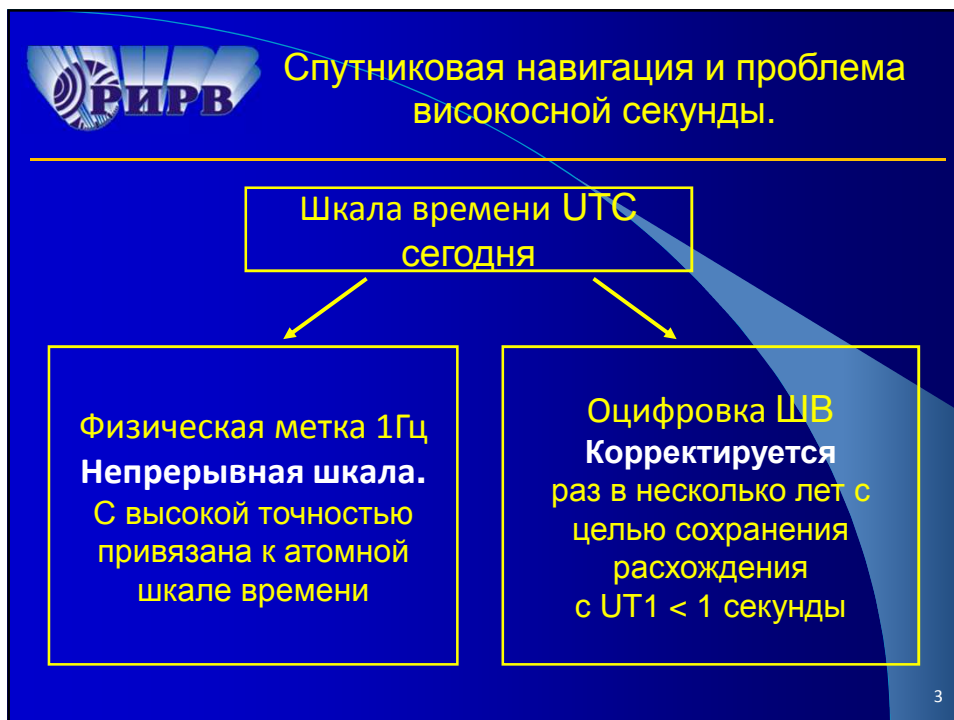 РИРВ
Спутниковая навигация и проблема
високосной секунды.
Шкала времени UTC
сегодня
Физическая метка 1Гц
Непрерывная шкала.
С высокой точностью
привязана к атомной
шкале времени
Оцифровка ШВ
Корректируется
раз в несколько лет с
целью сохранения
расхождения
с UT1 < 1 секунды
3